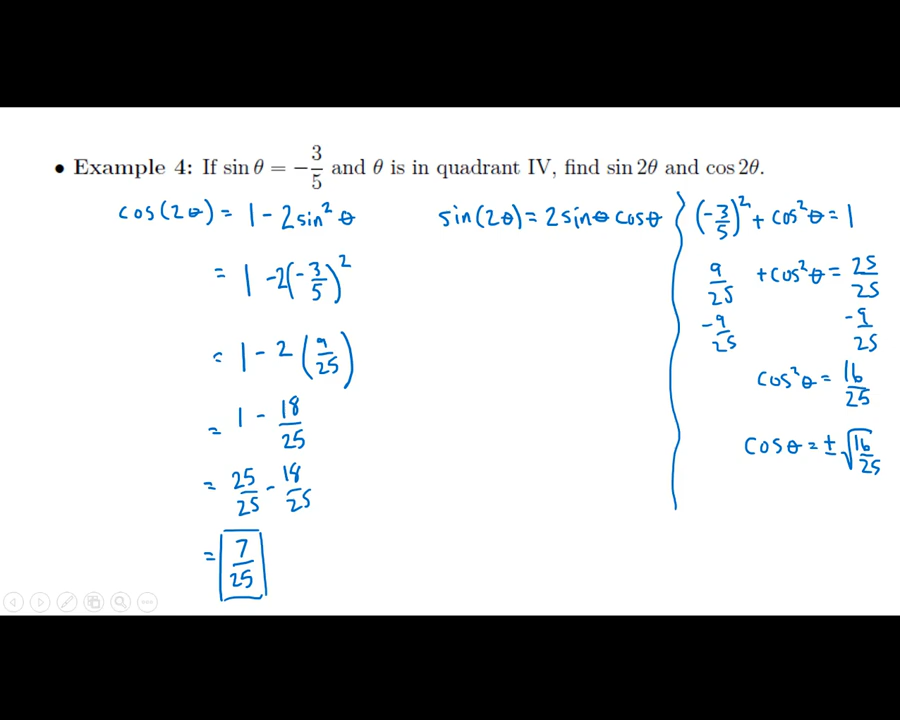 • Example 4: If sin θ = −3/5 and θ is in quadrant IV, find sin 2θ and cos 2θ.
cos(2θ) = 1 - 2sin²θ
= 1 -2(-3/5)²
= 1 - 2(9/25)
= 1 - 18/25
= 25/25 - 18/25
= 7/25
sin(2θ) = 2sinθ cosθ
(-3/5)² + cos²θ = 1
9/25 + cos²θ = 25/25
-9/25 -9/25
cos²θ = 16/25
cosθ = ±√16/25